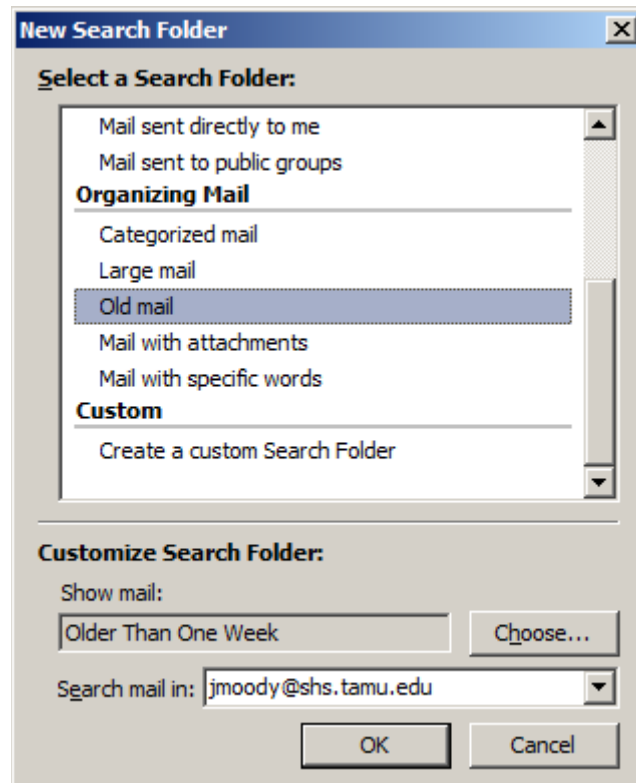 New Search Folder
Select a Search Folder:
Mail sent directly to me
Mail sent to public groups
Organizing Mail
Categorized mail
Large mail
Old mail
Mail with attachments
Mail with specific words
Custom
Create a custom Search Folder
Customize Search Folder:
Show mail:
Older Than One Week Choose...
Search mail in: jmoody@shs.tamu.edu
OK Cancel